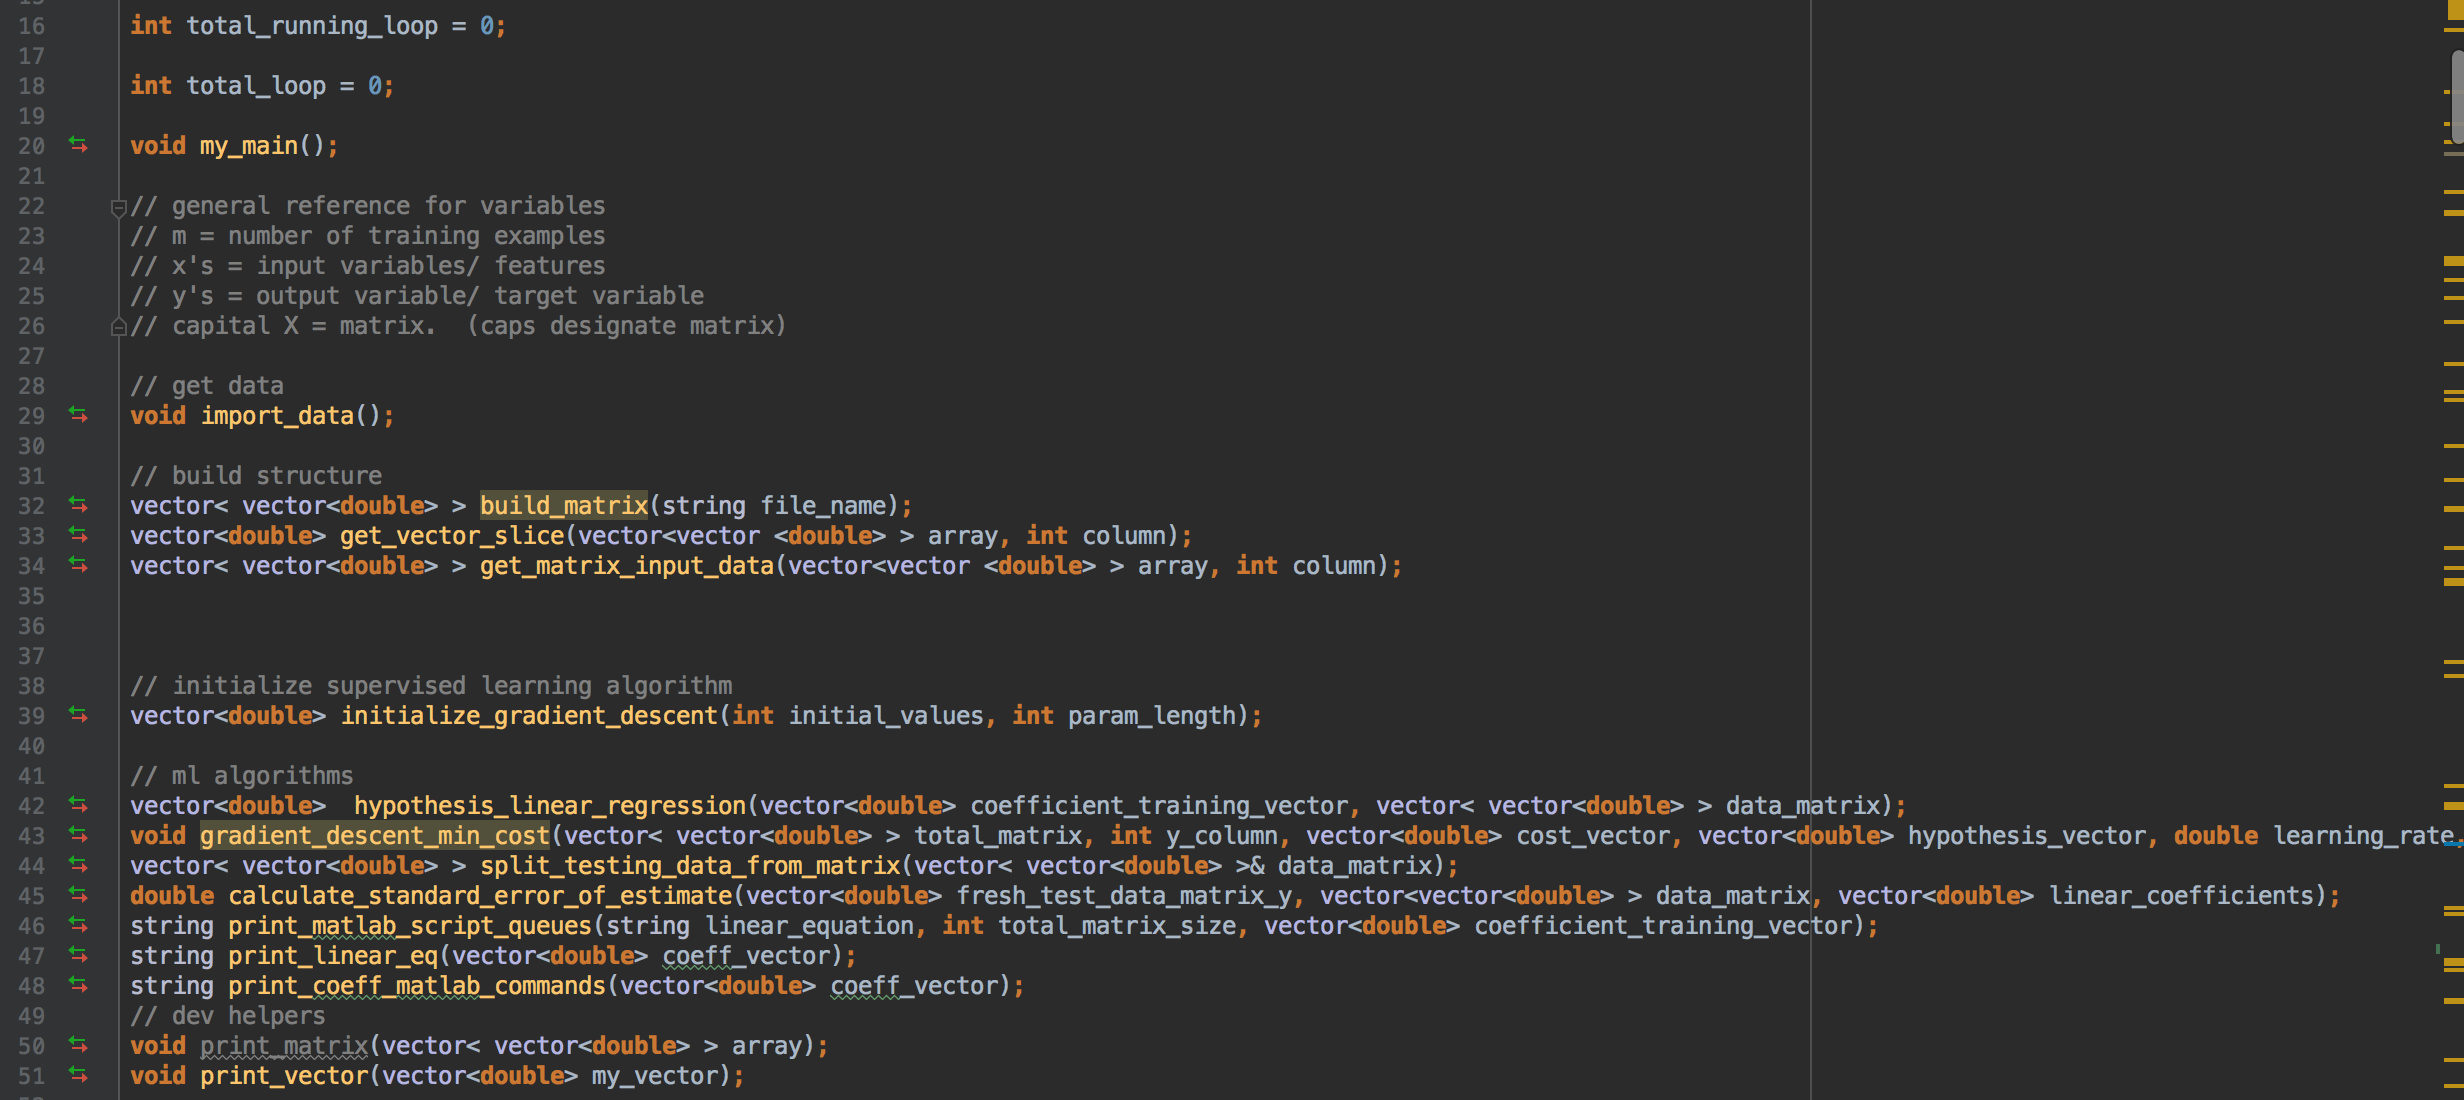 16 int total_running_loop = 0;
17
18 int total_loop = 0;
19
20 void my_main();
21
22 // general reference for variables
23 // m = number of training examples
24 // x's = input variables/ features
25 // y's = output variable/ target variable
26 // capital X = matrix.  (caps designate matrix)
27
28 // get data
29 void import_data();
30
31 // build structure
32 vector< vector<double> > build_matrix(string file_name);
33 vector<double> get_vector_slice(vector<vector <double> > array, int column);
34 vector< vector<double> > get_matrix_input_data(vector<vector <double> > array, int column);
35
36
37
38 // initialize supervised learning algorithm
39 vector<double> initialize_gradient_descent(int initial_values, int param_length);
40
41 // ml algorithms
42 vector<double>  hypothesis_linear_regression(vector<double> coefficient_training_vector, vector< vector<double> > data_matrix);
43 void gradient_descent_min_cost(vector< vector<double> > total_matrix, int y_column, vector<double> cost_vector, vector<double> hypothesis_vector, double learning_rate,
44 vector< vector<double> > split_testing_data_from_matrix(vector< vector<double> >& data_matrix);
45 double calculate_standard_error_of_estimate(vector<double> fresh_test_data_matrix_y, vector<vector<double> > data_matrix, vector<double> linear_coefficients);
46 string print_matlab_script_queues(string linear_equation, int total_matrix_size, vector<double> coefficient_training_vector);
47 string print_linear_eq(vector<double> coeff_vector);
48 string print_coeff_matlab_commands(vector<double> coeff_vector);
49 // dev helpers
50 void print_matrix(vector< vector<double> > array);
51 void print_vector(vector<double> my_vector);